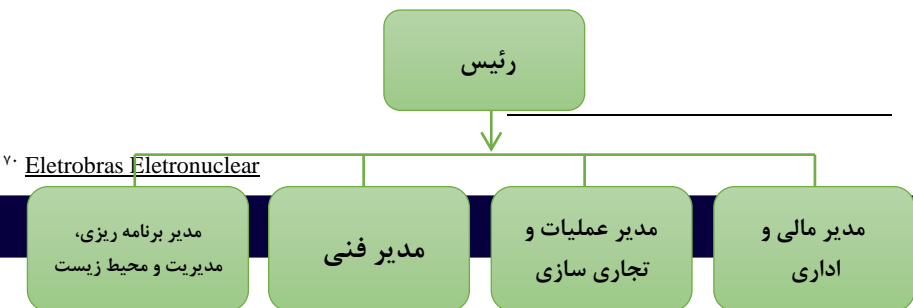 رئیس
۷۰ Eletrobras Eletronuclear
مدیر مالی و
اداری
مدیر عملیات و
تجاری سازی
مدیر فنی
مدیر برنامه ریزی،
مدیریت و محیط زیست